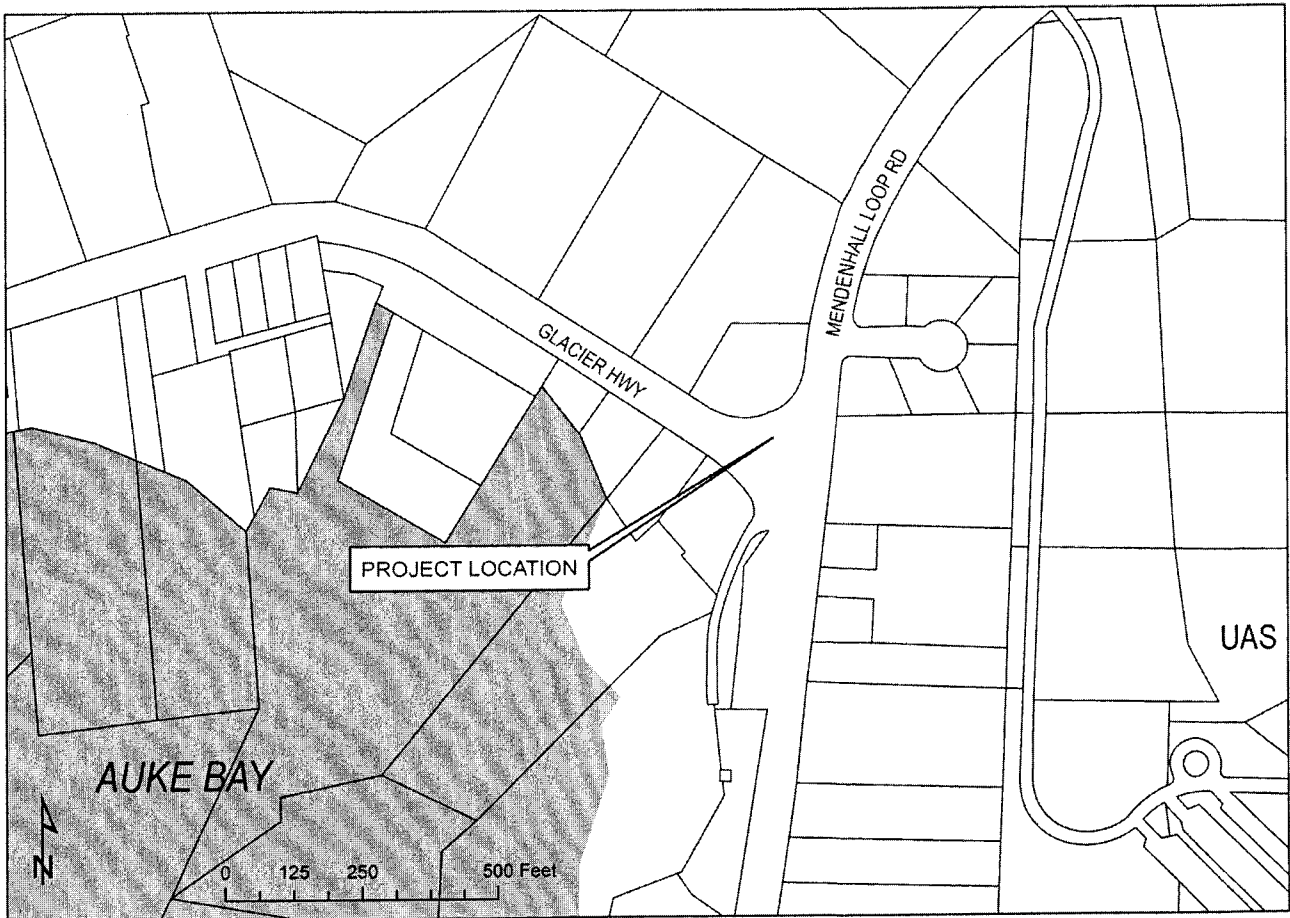 MENDENHALL LOOP RD
GLACIER HWY
PROJECT LOCATION
UAS
AUKE BAY
N
0 125 250 500 Feet